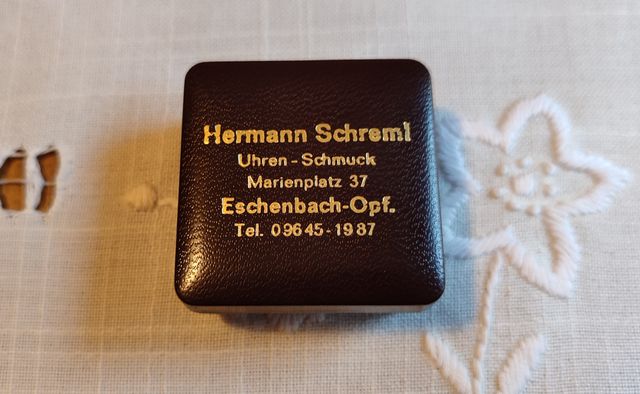 Hermann Schreml
Uhren - Schmuck
Marienplatz 37
Eschenbach-Opf.
Tel. 09645-1987